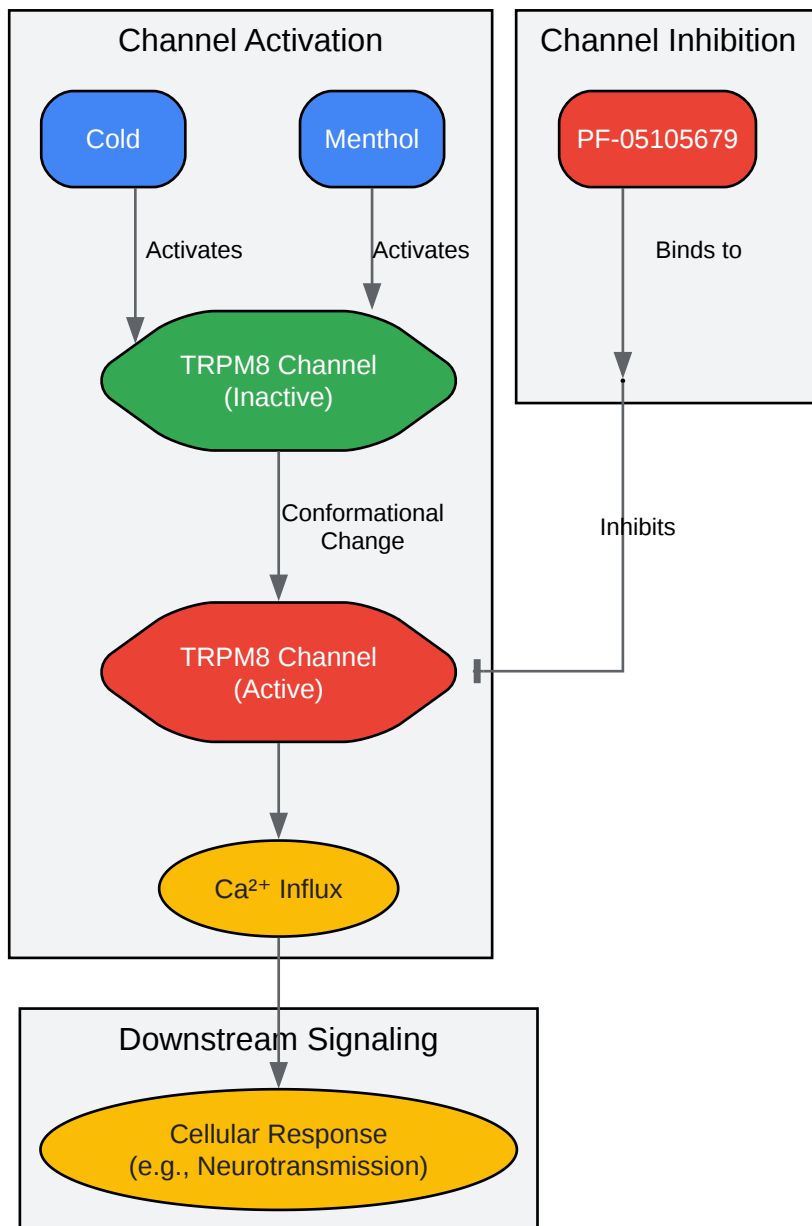 Channel Activation
Channel Inhibition
Cold
Menthol
PF-05105679
Activates
Activates
Binds to
TRPM8 Channel
(Inactive)
Conformational
Change
Inhibits
TRPM8 Channel
(Active)
Ca²⁺ Influx
Downstream Signaling
Cellular Response
(e.g., Neurotransmission)